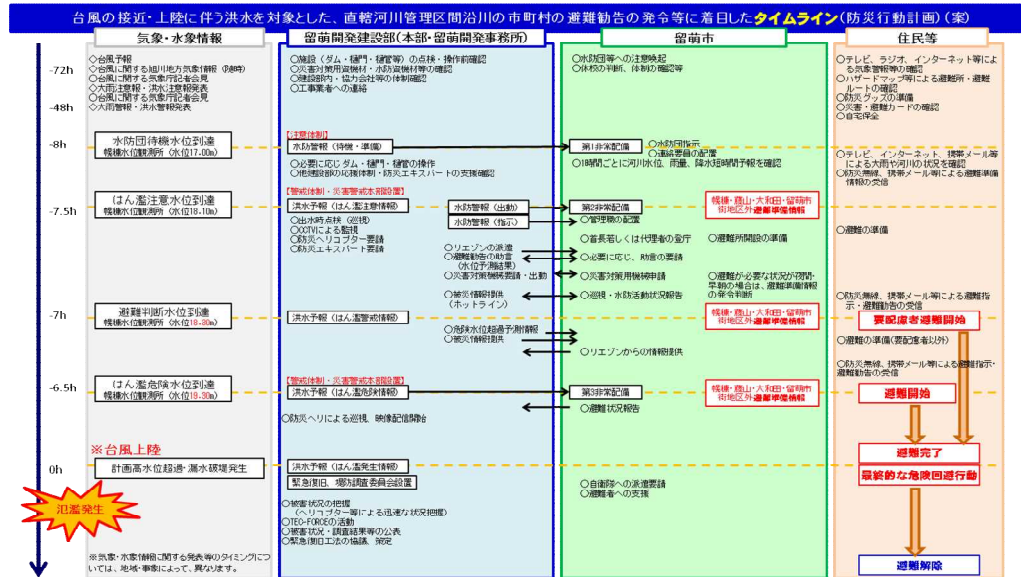 台風の接近・上陸に伴う洪水を対象とした、直轄河川管理区間沿川の市町村の避難勧告の発令等に着目したタイムライン(防災行動計画)(案)
気象・水象情報
◇台風予報
◇台風に関する旭川地方気象情報(随時)
◇台風に関する気象庁記者会見
◇大雨注意報・洪水注意報発表
◇台風に関する気象庁記者会見
◇大雨警報・洪水警報発表
水防団待機水位到達
幌糠水位観測所(水位17.00m)
はん濫注意水位到達
幌糠水位観測所(水位18.10m)
避難判断水位到達
幌糠水位観測所(水位18.30m)
はん濫危険水位到達
幌糠水位観測所(水位19.30m)
※台風上陸
計画高水位超過・漏水破堤発生
氾濫発生
※気象・水象情報に関する発表等のタイミングに
いては、地域・事象によって、異なります。
-72h
-48h
-8h
-7.5h
-7h
-6.5h
0h
留萌開発建設部(本部・留萌開発事務所)
○施設(ダム・樋門・樋管等)の点検・操作前確認
○災害対策用資機材・水防資機材等の確認
○建設部内・協力会社等の体制確認
○工事業者への連絡
【注意体制】
水防警報(待機・準備)
○必要に応じダム・樋門・樋管の操作
○他建設部の応援体制・防災エキスパートの支援確認
【警戒体制・災害警戒本部設置】
洪水予報(はん濫注意情報)
水防警報(出動)
水防警報(指示)
○出水時点検(巡視)
○CCTVによる監視
○防災ヘリコプター要請
○防災エキスパート要請
○リエゾンの派遣
○避難勧告の助言
(水位予測結果)
○災害対策機械要請・出動
○被災情報提供
(ホットライン)
洪水予報(はん濫警戒情報)
○危険水位超過予測情報
○被災情報提供
【警戒体制・災害警戒本部設置】
洪水予報(はん濫危険情報)
○防災ヘリによる巡視、映像配信開始
洪水予報(はん濫発生情報)
緊急復旧、堤防調査委員会設置
○被害状況の把握
(ヘリコプター等による迅速な状況把握)
○TEC-FORCEの活動
○被害状況・調査結果等の公表
○緊急復旧工法の協議、策定
留萌市
○水防団等への注意喚起
○休校の判断、体制の確認等
第1非常配備
○水防団指示
○連絡要員の配置
○1時間ごとに河川水位、雨量、降水短時間予報を確認
第2非常配備
○管理職の配置
幌糠・藤山・大和田・留萌市
街地区外避難準備情報
○首長若しくは代理者の登庁
○避難所開設の準備
○必要に応じ、助言の要請
○災害対策用機械申請
○避難が必要な状況が夜間・
早朝の場合は、避難準備情報
の発令判断
○巡視・水防活動状況報告
幌糠・藤山・大和田・留萌市
街地区外避難準備情報
○リエゾンからの情報提供
第3非常配備
幌糠・藤山・大和田・留萌市
街地区外避難準備情報
○避難状況報告
○自衛隊への派遣要請
○避難者への支援
住民等
○テレビ、ラジオ、インターネット等によ
る気象警報等の確認
○ハザードマップ等による避難所・避難
ルートの確認
○防災グッズの準備
○災害・避難カードの確認
○自宅保全
○テレビ、インターネット、携帯メール等
による大雨や河川の状況を確認
○防災無線、携帯メール等による避難準備
情報の受信
○避難の準備
○防災無線、携帯メール等による避難指
示・避難勧告の受信
要配慮者避難開始
○避難の準備(要配慮者以外)
○防災無線、携帯メール等による避難指示・
避難勧告の受信
避難開始
避難完了
最終的な危険回避行動
避難解除